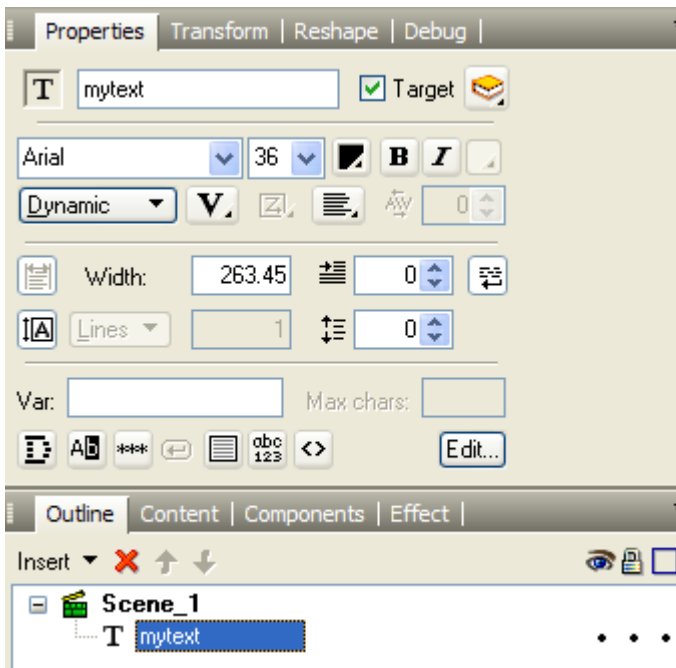 Properties | Transform | Reshape | Debug |
T mytext Target
Arial 36 B I
Dynamic V. Z AW 0
Width: 263.45 0
A Lines 1 0
Var: Max chars:
AB *** abc 123 <> Edit...
Outline | Content | Components | Effect |
Insert
Scene_1
T mytext